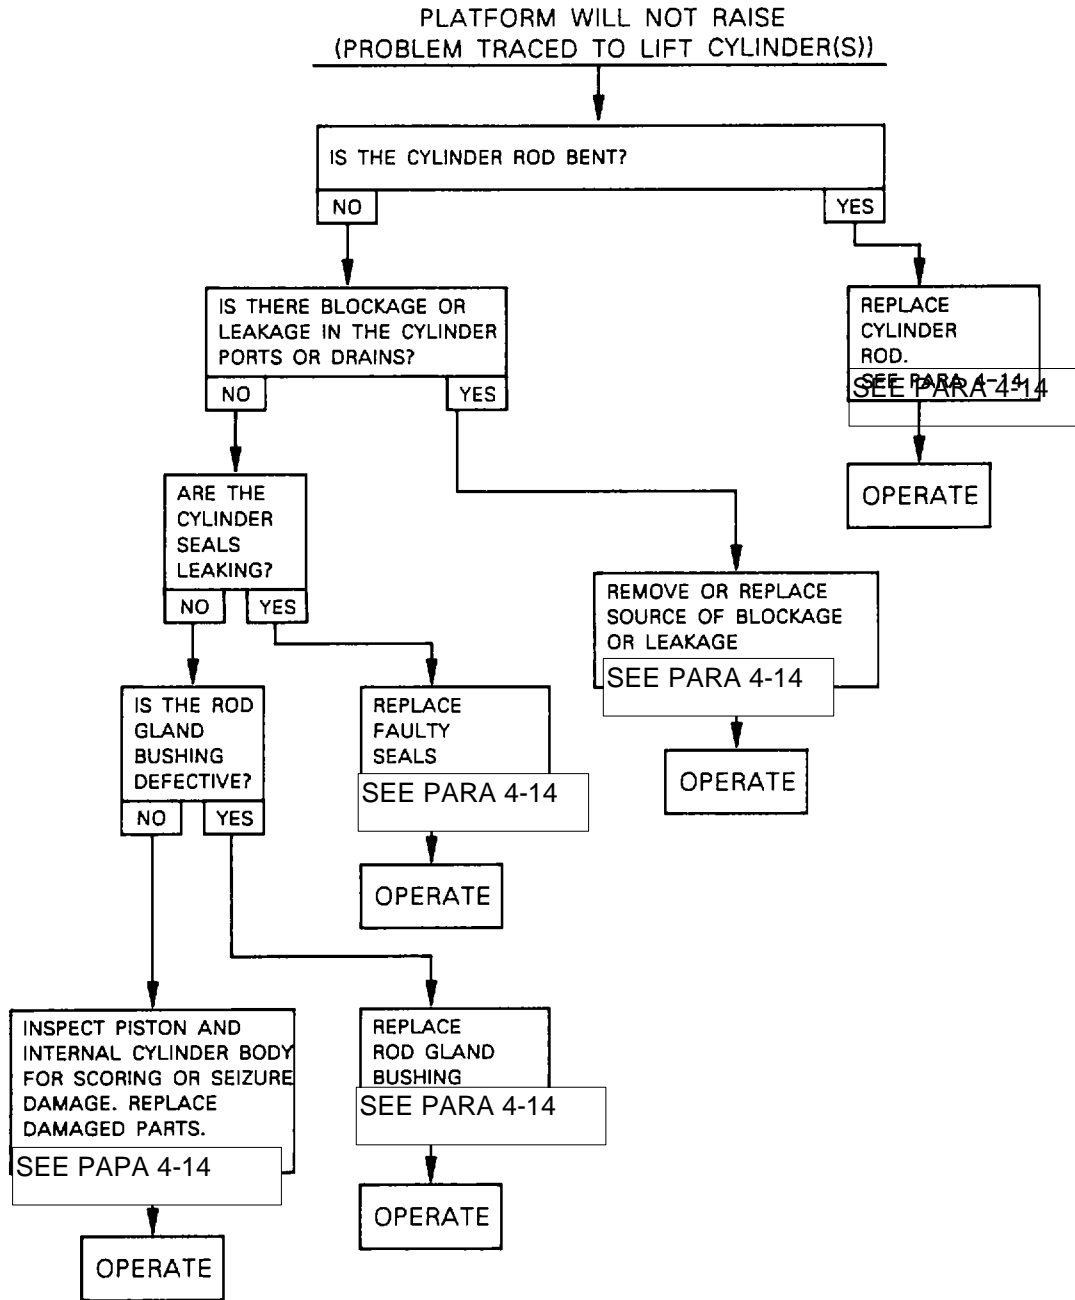 PLATFORM WILL NOT RAISE
(PROBLEM TRACED TO LIFT CYLINDER(S))
IS THE CYLINDER ROD BENT?
NO
YES
IS THERE BLOCKAGE OR
LEAKAGE IN THE CYLINDER
PORTS OR DRAINS?
NO
YES
REPLACE
CYLINDER
ROD.
SEE PARA 4-14
SEE PARA 4-14
OPERATE
ARE THE
CYLINDER
SEALS
LEAKING?
NO
YES
REMOVE OR REPLACE
SOURCE OF BLOCKAGE
OR LEAKAGE
SEE PARA 4-14
OPERATE
IS THE ROD
GLAND
BUSHING
DEFECTIVE?
NO
YES
REPLACE
FAULTY
SEALS
SEE PARA 4-14
OPERATE
INSPECT PISTON AND
INTERNAL CYLINDER BODY
FOR SCORING OR SEIZURE
DAMAGE. REPLACE
DAMAGED PARTS.
SEE PAPA 4-14
OPERATE
REPLACE
ROD GLAND
BUSHING
SEE PARA 4-14
OPERATE